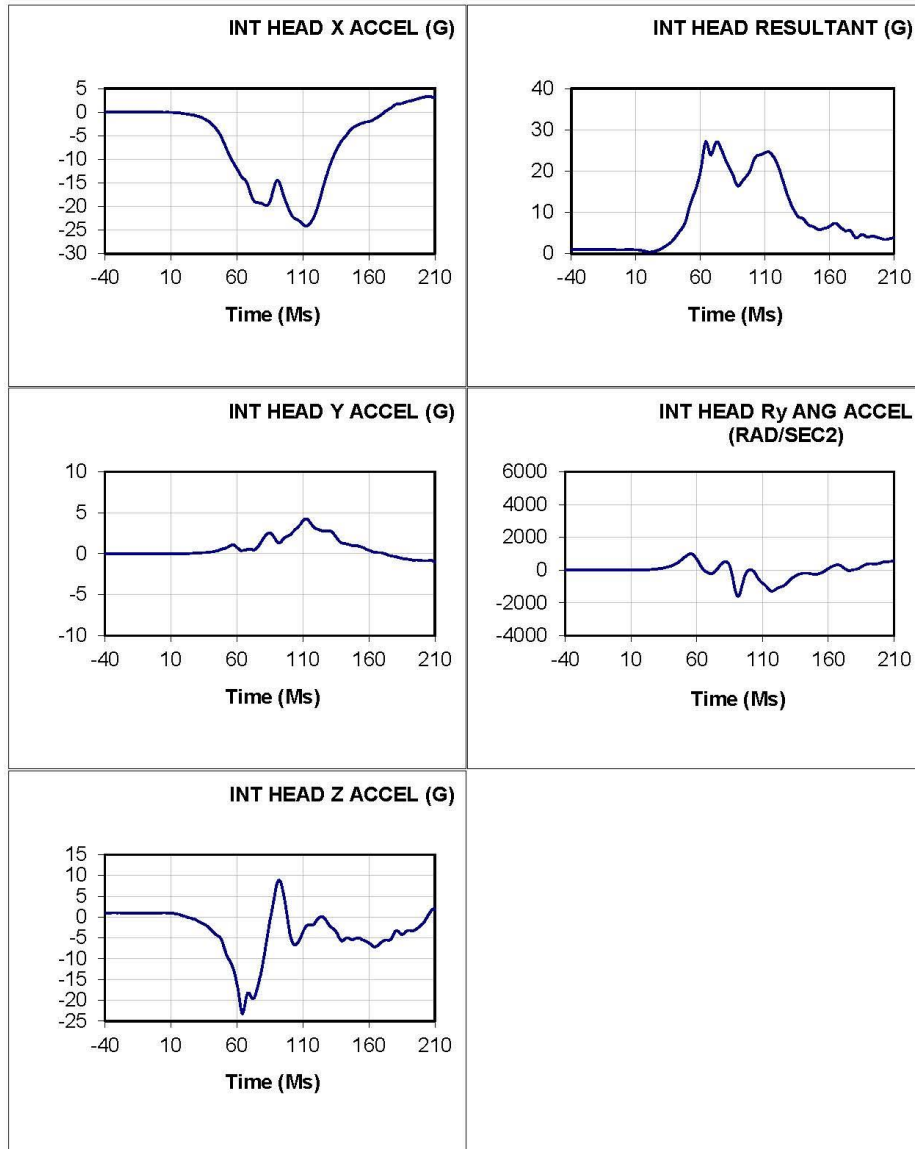 INT HEAD X ACCEL (G)
5
0
-5
-10
-15
-20
-25
-30
-40 10 60 110 160 210
Time (Ms)
INT HEAD RESULTANT (G)
40
30
20
10
0
-40 10 60 110 160 210
Time (Ms)
INT HEAD Y ACCEL (G)
10
5
0
-5
-10
-40 10 60 110 160 210
Time (Ms)
INT HEAD Ry ANG ACCEL
(RAD/SEC2)
6000
4000
2000
0
-2000
-4000
-40 10 60 110 160 210
Time (Ms)
INT HEAD Z ACCEL (G)
15
10
5
0
-5
-10
-15
-20
-25
-40 10 60 110 160 210
Time (Ms)